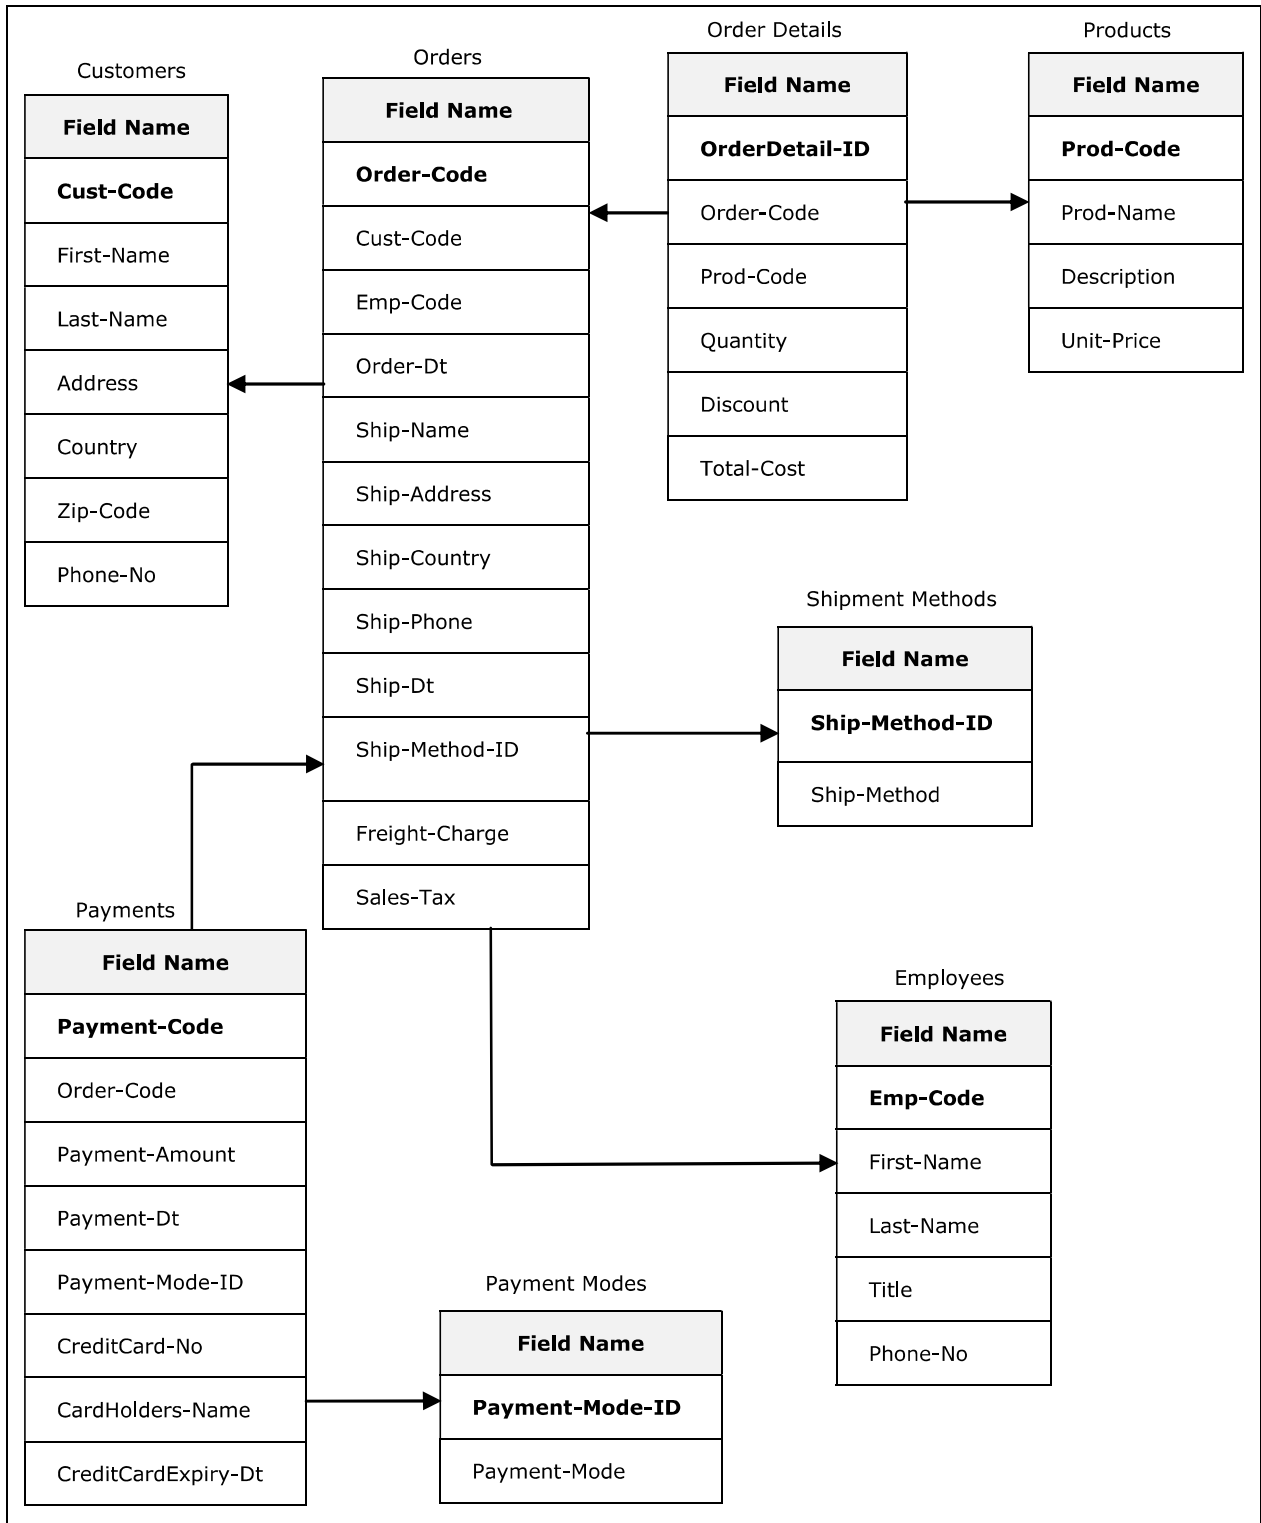 Customers
Field Name
Cust-Code
First-Name
Last-Name
Address
Country
Zip-Code
Phone-No
Orders
Field Name
Order-Code
Cust-Code
Emp-Code
Order-Dt
Ship-Name
Ship-Address
Ship-Country
Ship-Phone
Ship-Dt
Ship-Method-ID
Freight-Charge
Sales-Tax
Order Details
Field Name
OrderDetail-ID
Order-Code
Prod-Code
Quantity
Discount
Total-Cost
Products
Field Name
Prod-Code
Prod-Name
Description
Unit-Price
Shipment Methods
Field Name
Ship-Method-ID
Ship-Method
Payments
Field Name
Payment-Code
Order-Code
Payment-Amount
Payment-Dt
Payment-Mode-ID
CreditCard-No
CardHolders-Name
CreditCardExpiry-Dt
Payment Modes
Field Name
Payment-Mode-ID
Payment-Mode
Employees
Field Name
Emp-Code
First-Name
Last-Name
Title
Phone-No